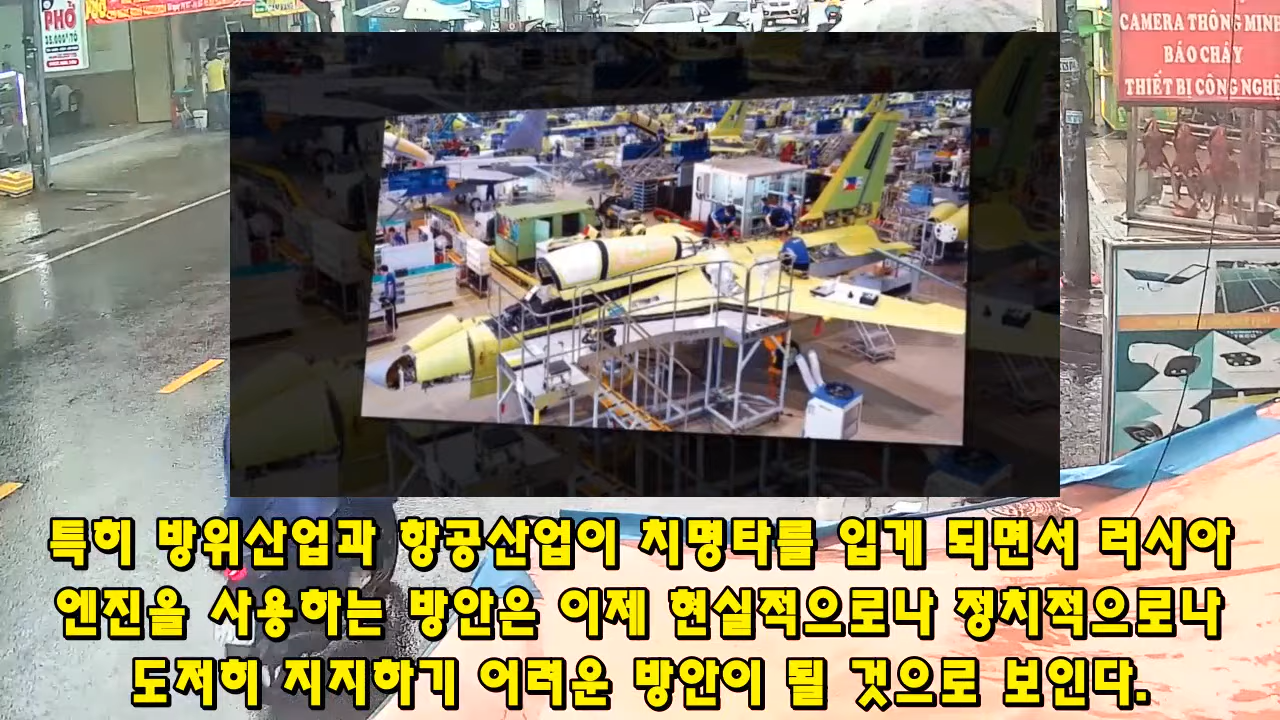 PHỞ
CAMERA THÔNG MINH
BÁO CHÁY
THIẾT BỊ CÔNG NGHỆ
특히 방위산업과 항공산업이 치명타를 입게 되면서 러시아
엔진을 사용하는 방안은 이제 현실적으로나 정치적으로나
도저히 지지하기 어려운 방안이 될 것으로 보인다.